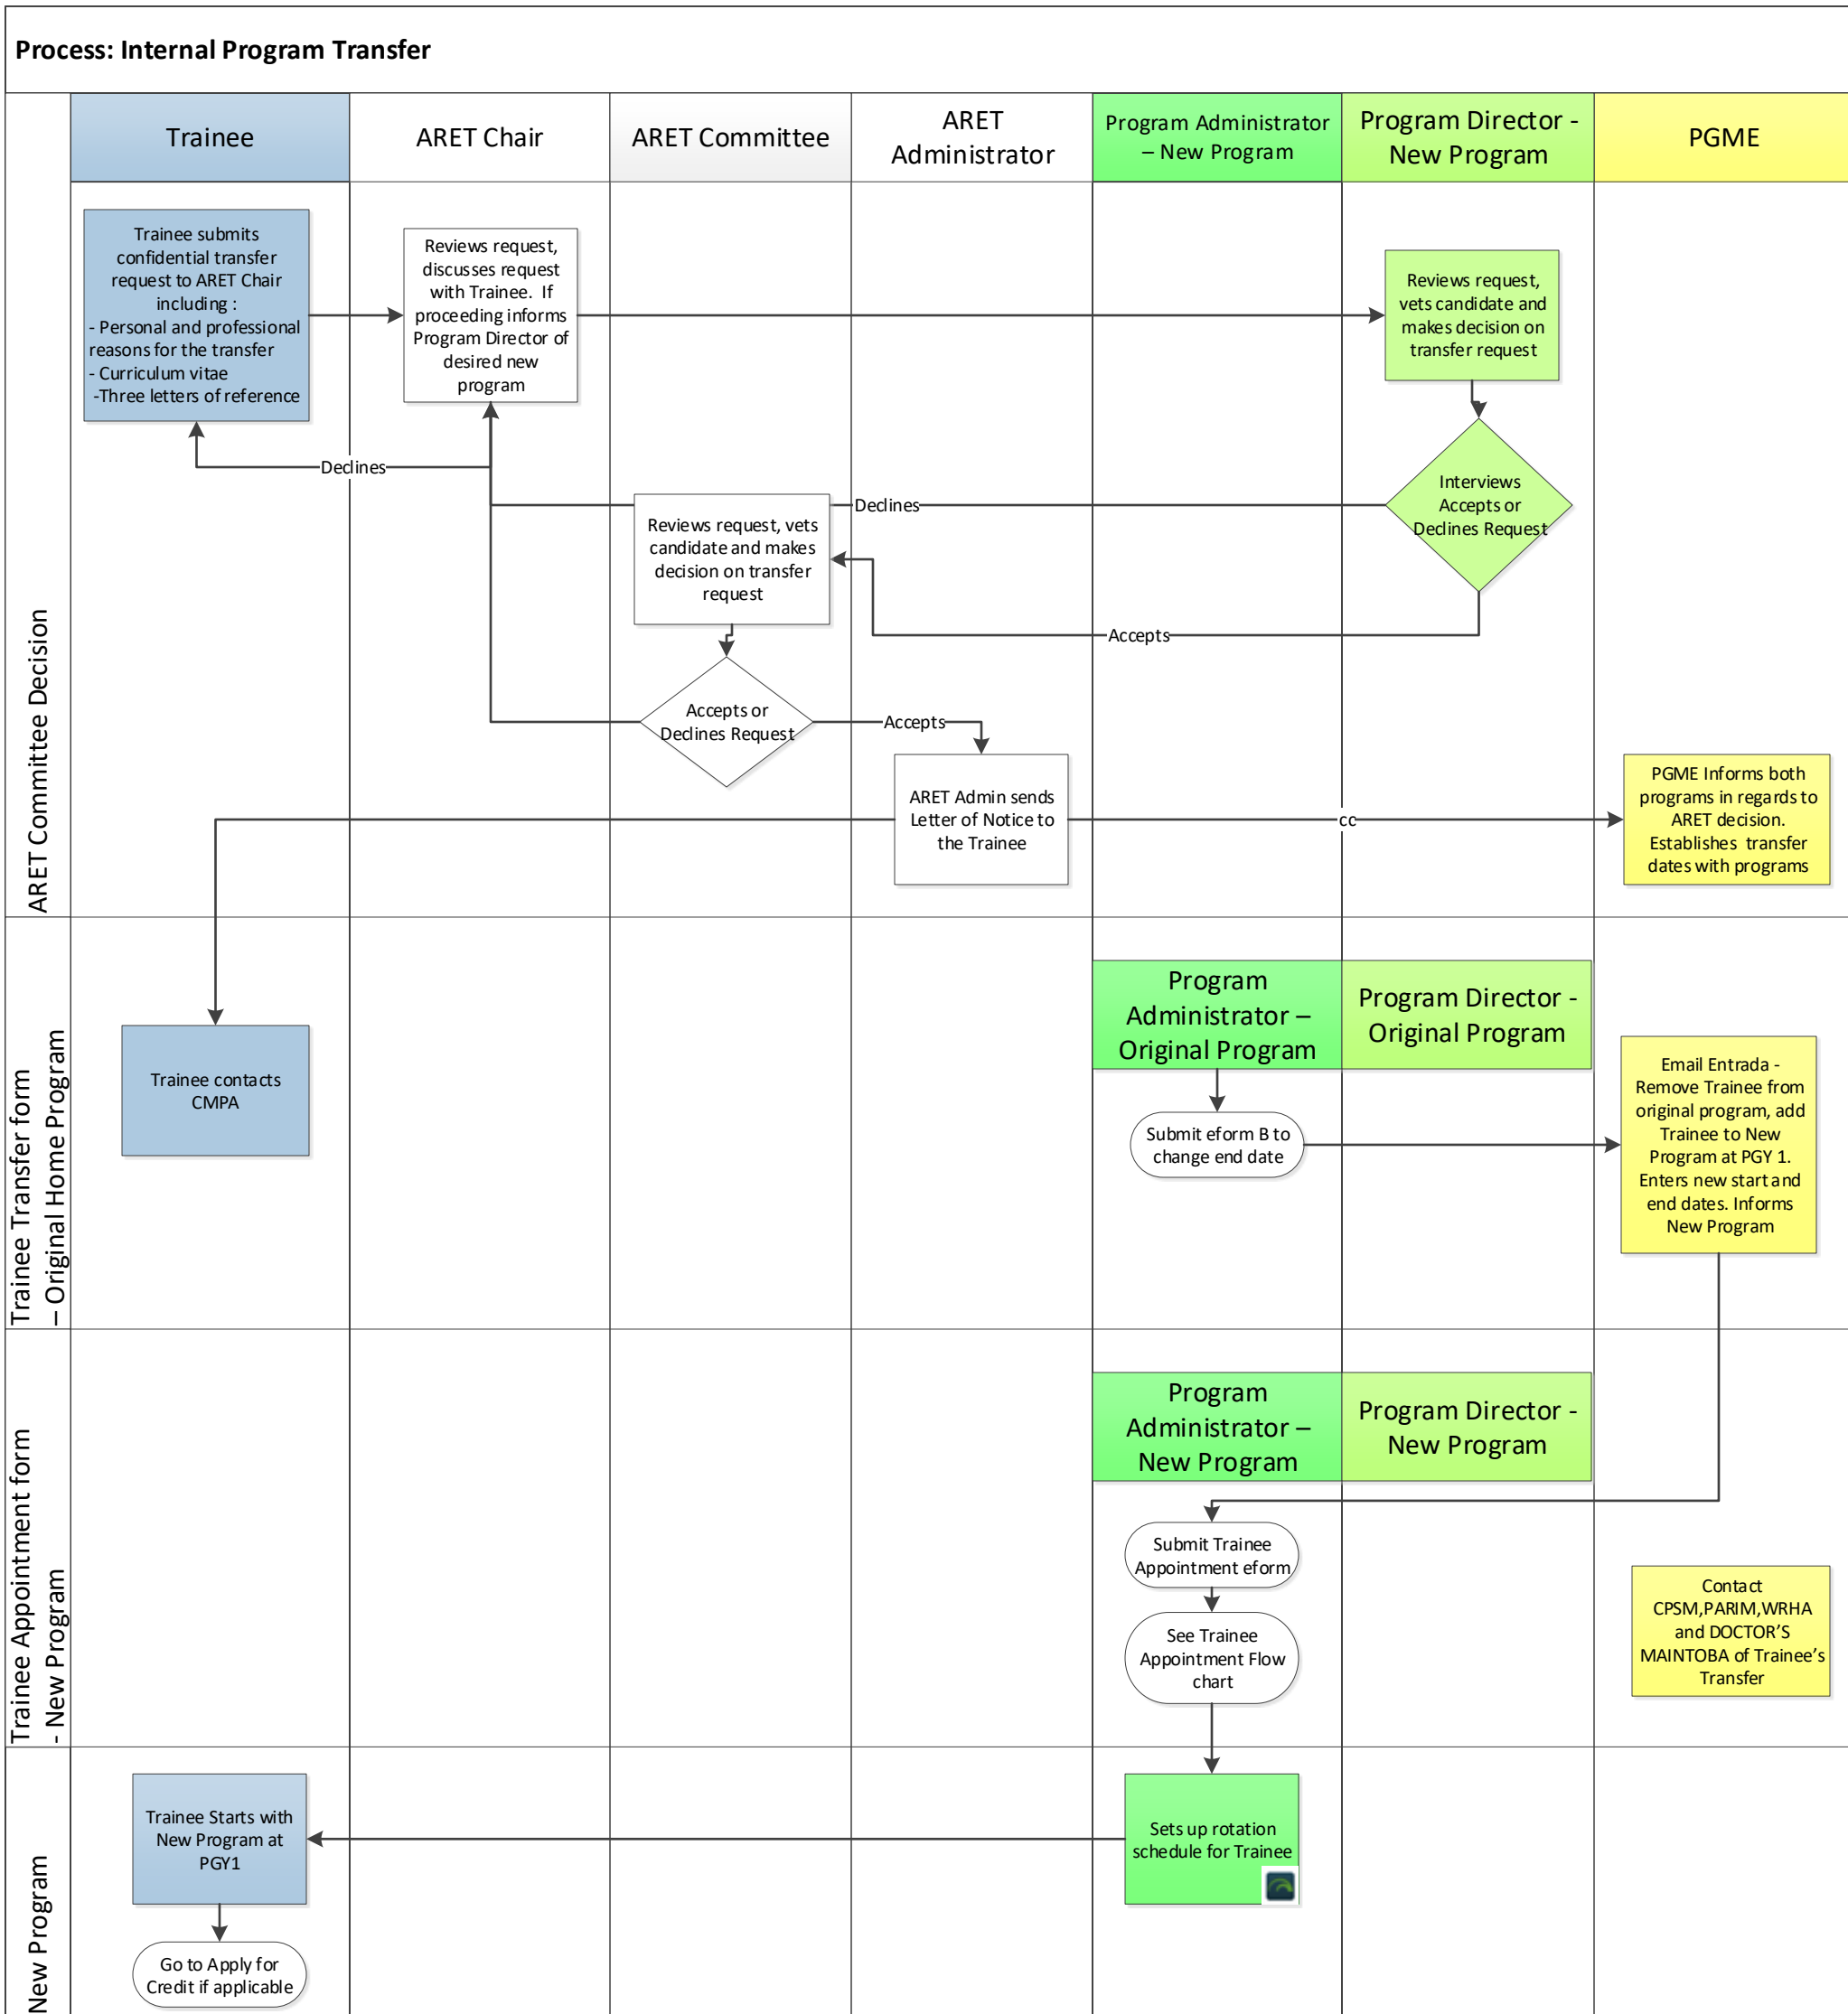 Process: Internal Program Transfer
Trainee
ARET Chair
ARET Committee
ARET
Administrator
Program Administrator
– New Program
Program Director -
New Program
PGME
ARET Committee Decision
Trainee submits
confidential transfer
request to ARET Chair
including :
- Personal and professional
reasons for the transfer
- Curriculum vitae
-Three letters of reference
Reviews request,
discusses request
with Trainee. If
proceeding informs
Program Director of
desired new
program
Reviews request,
vets candidate and
makes decision on
transfer request
Declines
Interviews
Accepts or
Declines Request
Declines
Reviews request, vets
candidate and makes
decision on transfer
request
Accepts
Accepts or
Declines Request
Accepts
ARET Admin sends
Letter of Notice to
the Trainee
cc
PGME Informs both
programs in regards to
ARET decision.
Establishes transfer
dates with programs
Trainee Transfer form
– Original Home Program
Trainee contacts
CMPA
Program
Administrator –
Original Program
Program Director -
Original Program
Submit eform B to
change end date
Email Entrada -
Remove Trainee from
original program, add
Trainee to New
Program at PGY 1.
Enters new start and
end dates. Informs
New Program
Trainee Appointment form
- New Program
Program
Administrator –
New Program
Program Director -
New Program
Submit Trainee
Appointment eform
See Trainee
Appointment Flow
chart
Contact
CPSM,PARIM,WRHA
and DOCTOR’S
MAINTOBA of Trainee’s
Transfer
New Program
Trainee Starts with
New Program at
PGY1
Sets up rotation
schedule for Trainee
Go to Apply for
Credit if applicable